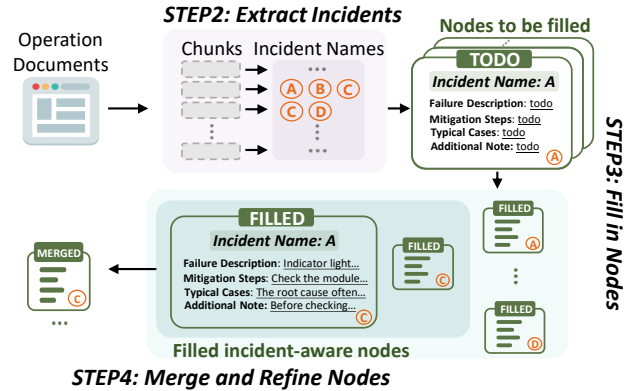 STEP2: Extract Incidents
Operation
Documents
Chunks
Incident Names
...
A B C
C D
Nodes to be filled
...
TODO
Incident Name: A
Failure Description: todo
Mitigation Steps: todo
Typical Cases: todo
Additional Note: todo
A
STEP3: Fill in Nodes
FILLED
A
FILLED
D
FILLED
Incident Name: A
Failure Description: Indicator light...
Mitigation Steps: Check the module...
Typical Cases: The root cause often...
Additional Note: Before checking...
C
FILLED
C
MERGED
C
...
Filled incident-aware nodes
STEP4: Merge and Refine Nodes